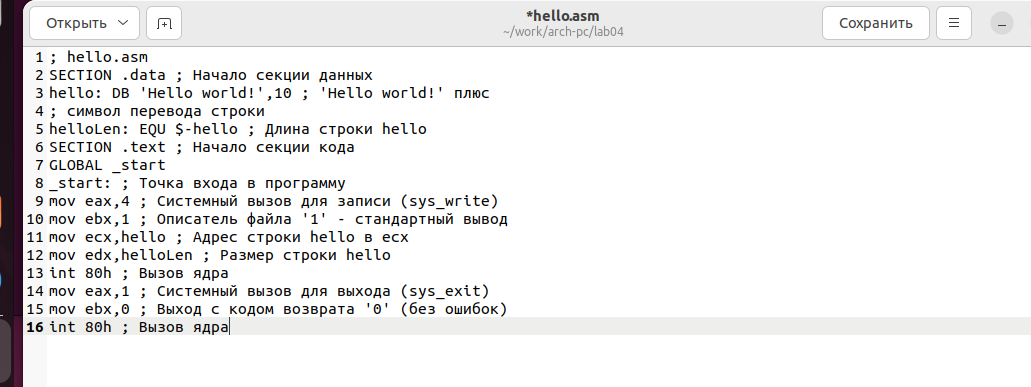 Открыть
*hello.asm
~/work/arch-pc/lab04
Сохранить
1 ; hello.asm
2 SECTION .data ; Начало секции данных
3 hello: DB 'Hello world!',10 ; 'Hello world!' плюс
4 ; символ перевода строки
5 helloLen: EQU $-hello ; Длина строки hello
6 SECTION .text ; Начало секции кода
7 GLOBAL _start
8 _start: ; Точка входа в программу
9 mov eax,4 ; Системный вызов для записи (sys_write)
10 mov ebx,1 ; Описатель файла '1' - стандартный вывод
11 mov ecx,hello ; Адрес строки hello в ecx
12 mov edx,helloLen ; Размер строки hello
13 int 80h ; Вызов ядра
14 mov eax,1 ; Системный вызов для выхода (sys_exit)
15 mov ebx,0 ; Выход с кодом возврата '0' (без ошибок)
16 int 80h ; Вызов ядра